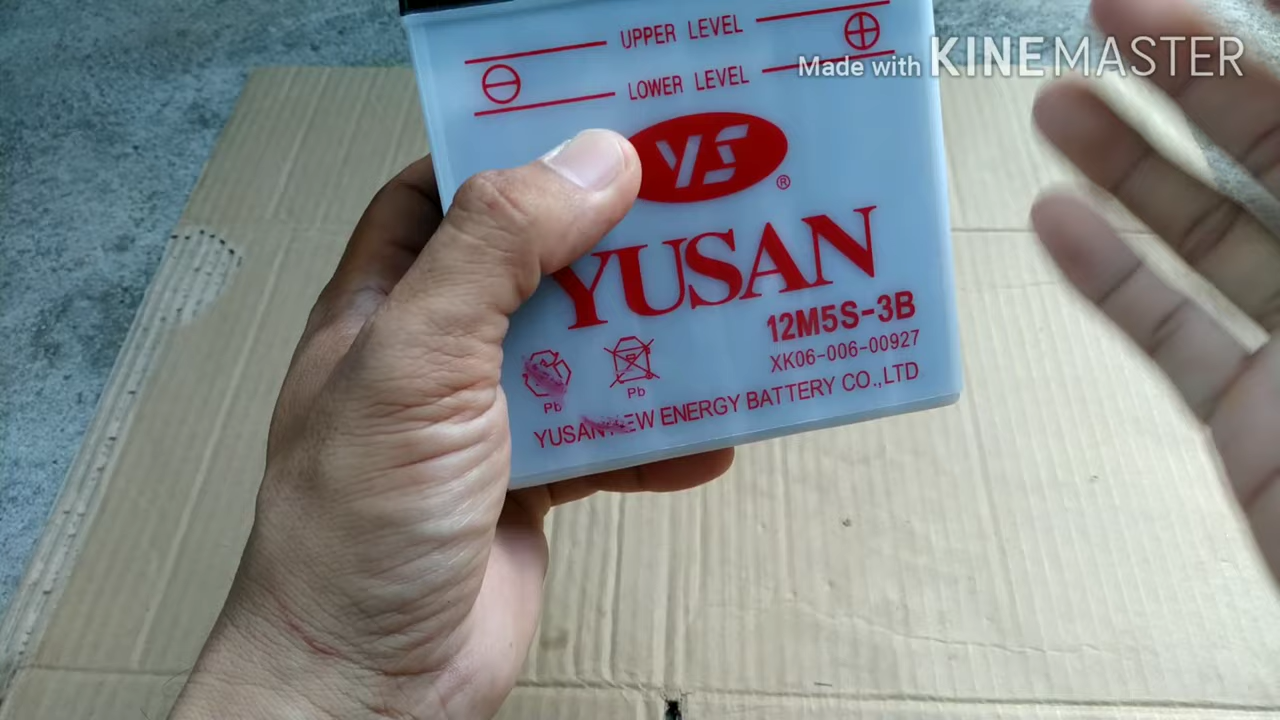 UPPER LEVEL
LOWER LEVEL
Made with KINEMASTER
YS
®
YUSAN
12M5S-3B
XK06-006-00927
Pb
Pb
YUSAN NEW ENERGY BATTERY CO.,LTD